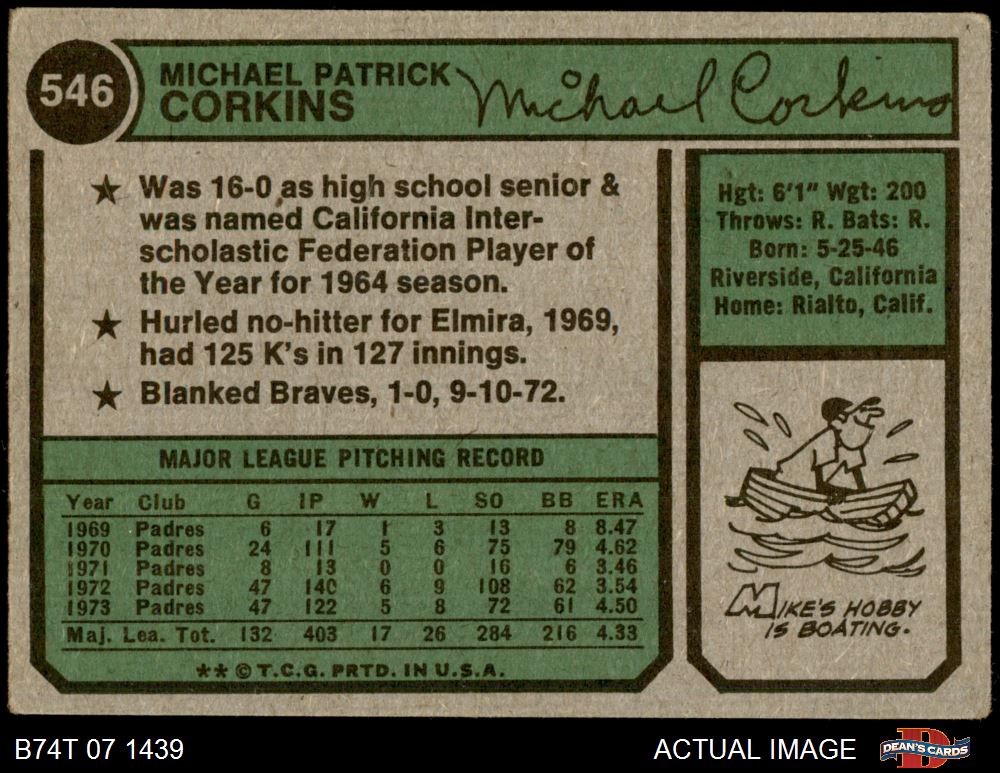 546
MICHAEL PATRICK
CORKINS
Michael Corkins
★ Was 16-0 as high school senior &
was named California Inter-
scholastic Federation Player of
the Year for 1964 season.
★ Hurled no-hitter for Elmira, 1969,
had 125 K's in 127 innings.
★ Blanked Braves, 1-0, 9-10-72.
Hgt: 6'1" Wgt: 200
Throws: R. Bats: R.
Born: 5-25-46
Riverside, California
Home: Rialto, Calif.
MAJOR LEAGUE PITCHING RECORD
Year Club G IP W L SO BB ERA
1969 Padres 6 17 1 3 13 8 8.47
1970 Padres 24 111 5 6 75 79 4.62
1971 Padres 8 13 0 0 16 6 3.46
1972 Padres 47 140 6 9 108 62 3.54
1973 Padres 47 122 5 8 72 61 4.50
Maj. Lea. Tot. 132 403 17 26 284 216 4.33
**©T.C.G. PRTD. IN U.S.A.
MIKE'S HOBBY
IS BOATING.
B74T 07 1439
ACTUAL IMAGE
DEAN'S CARDS